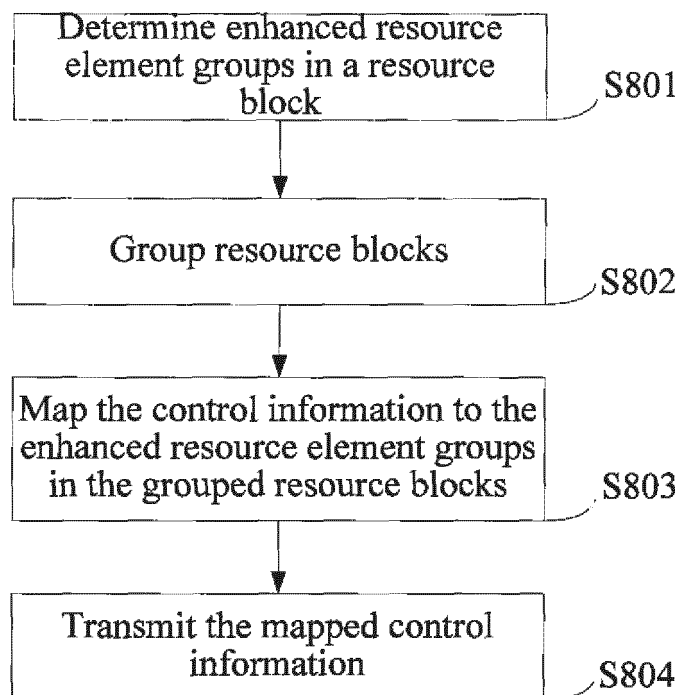 Determine enhanced resource
element groups in a resource
block
S801
Group resource blocks
S802
Map the control information to the
enhanced resource element groups
in the grouped resource blocks
S803
Transmit the mapped control
information
S804